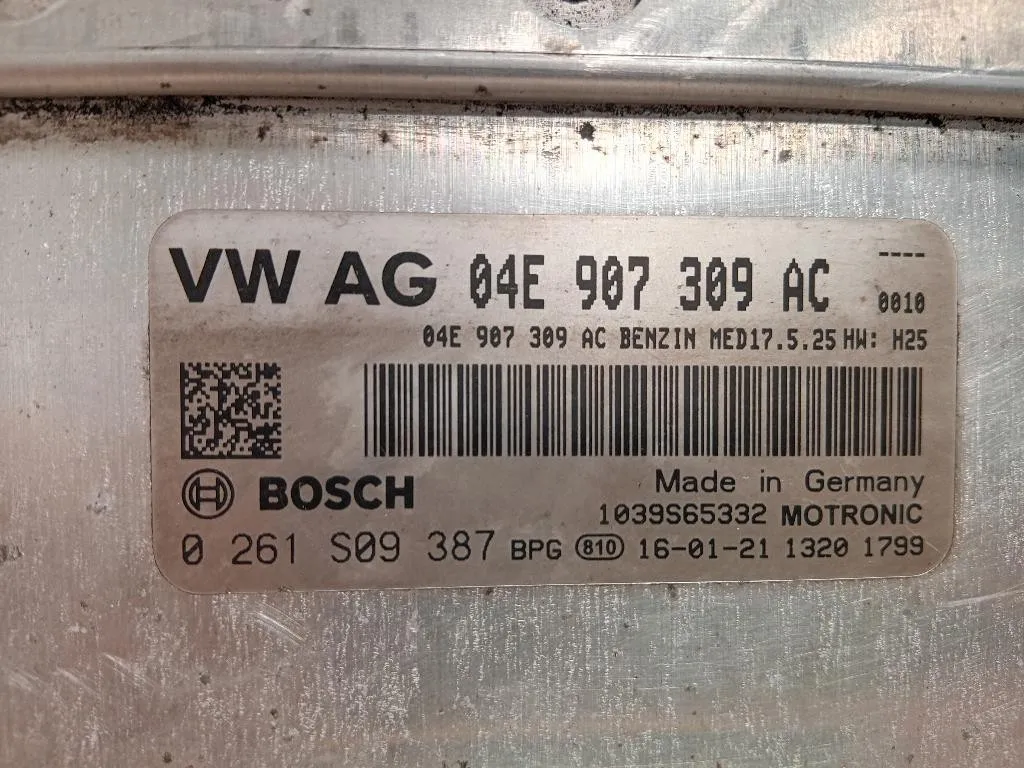 VW AG 04E 907 309 AC ----
0010
04E 907 309 AC BENZIN MED17.5.25 HW: H25
BOSCH
Made in Germany
1039S65332 MOTRONIC
0 261 S09 387 BPG 810 16-01-21 1320 1799